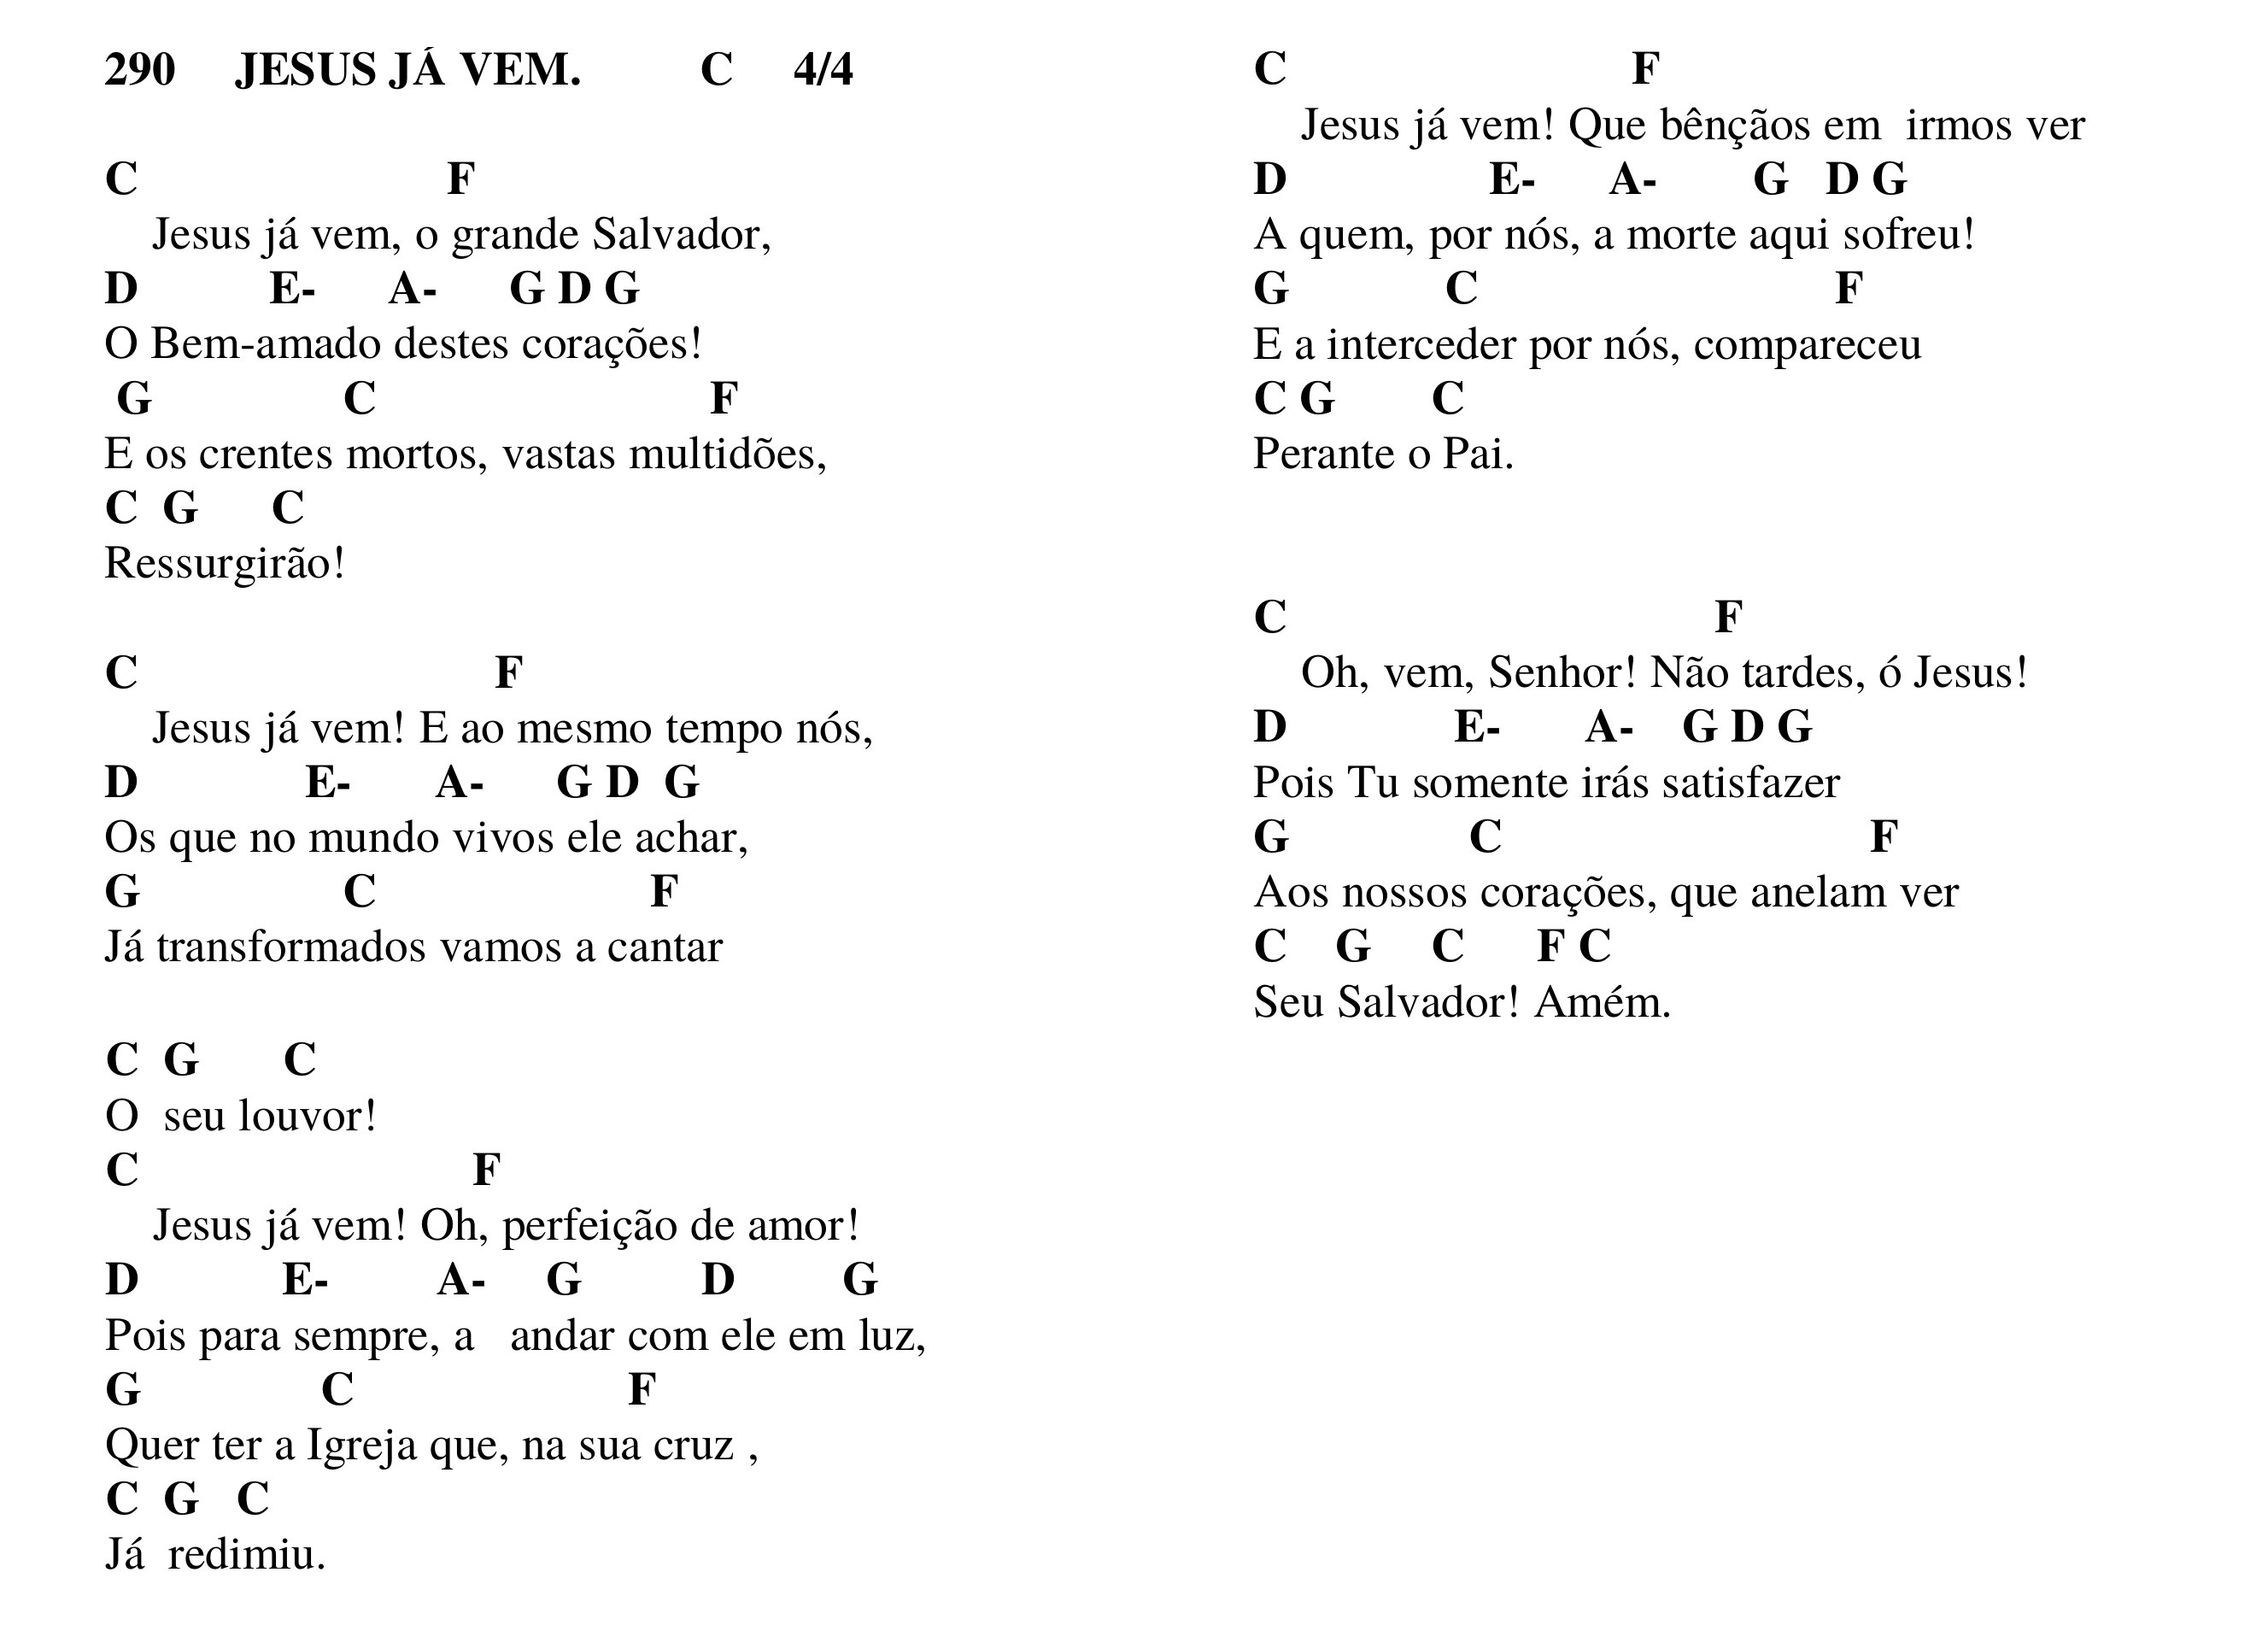 290     JESUS JÁ VEM.          C     4/4
C                          F
Jesus já vem, o grande Salvador,
D           E-      A-      G D G
O Bem-amado destes corações!
G                C                            F
E os crentes mortos, vastas multidões,
C  G      C
Ressurgirão!
C                              F
Jesus já vem! E ao mesmo tempo nós,
D              E-       A-      G D  G
Os que no mundo vivos ele achar,
G                 C                       F
Já transformados vamos a cantar
C  G       C
O  seu louvor!
C                            F
Jesus já vem! Oh, perfeição de amor!
D            E-         A-     G          D         G
Pois para sempre, a   andar com ele em luz,
G               C                       F
Quer ter a Igreja que, na sua cruz ,
C  G   C
Já  redimiu.
C                             F
Jesus já vem! Que bênçãos em  irmos ver
D                 E-      A-        G   D G
A quem, por nós, a morte aqui sofreu!
G             C                              F
E a interceder por nós, compareceu
C G        C
Perante o Pai.
C                                    F
Oh, vem, Senhor! Não tardes, ó Jesus!
D              E-       A-    G D G
Pois Tu somente irás satisfazer
G               C                               F
Aos nossos corações, que anelam ver
C    G     C      F C
Seu Salvador! Amém.